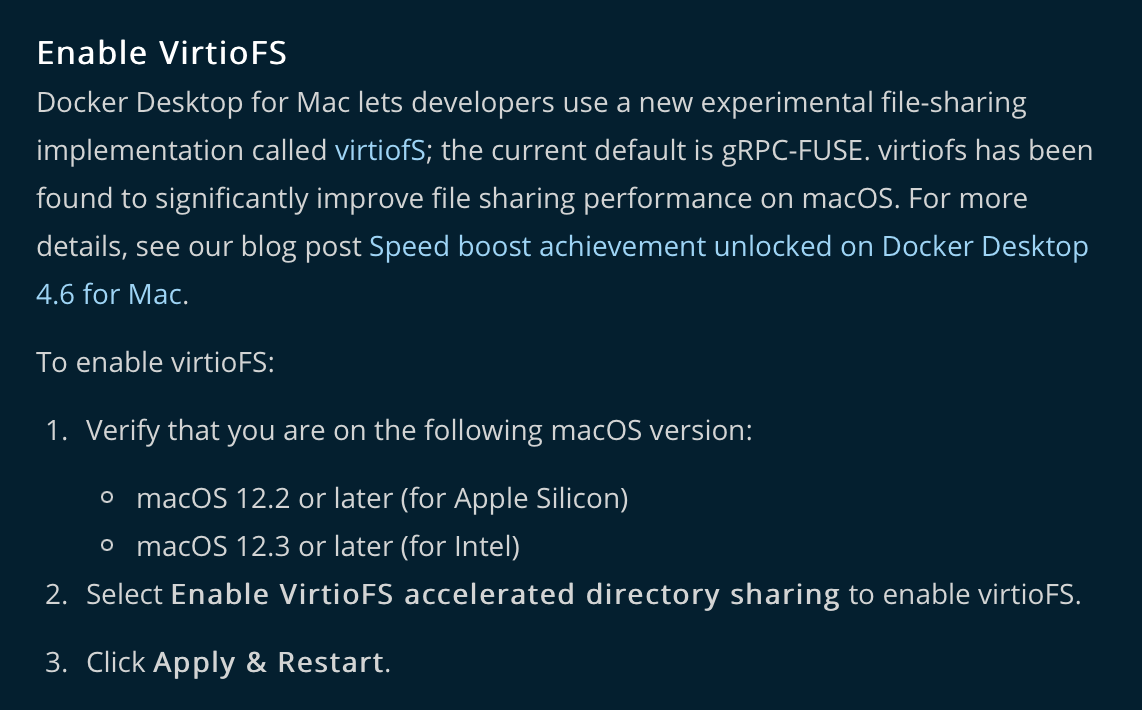 Enable VirtioFS
Docker Desktop for Mac lets developers use a new experimental file-sharing
implementation called virtiofS; the current default is gRPC-FUSE. virtiofs has been
found to significantly improve file sharing performance on macOS. For more
details, see our blog post Speed boost achievement unlocked on Docker Desktop
4.6 for Mac.
To enable virtioFS:
1. Verify that you are on the following macOS version:
○ macOS 12.2 or later (for Apple Silicon)
○ macOS 12.3 or later (for Intel)
2. Select Enable VirtioFS accelerated directory sharing to enable virtioFS.
3. Click Apply & Restart.